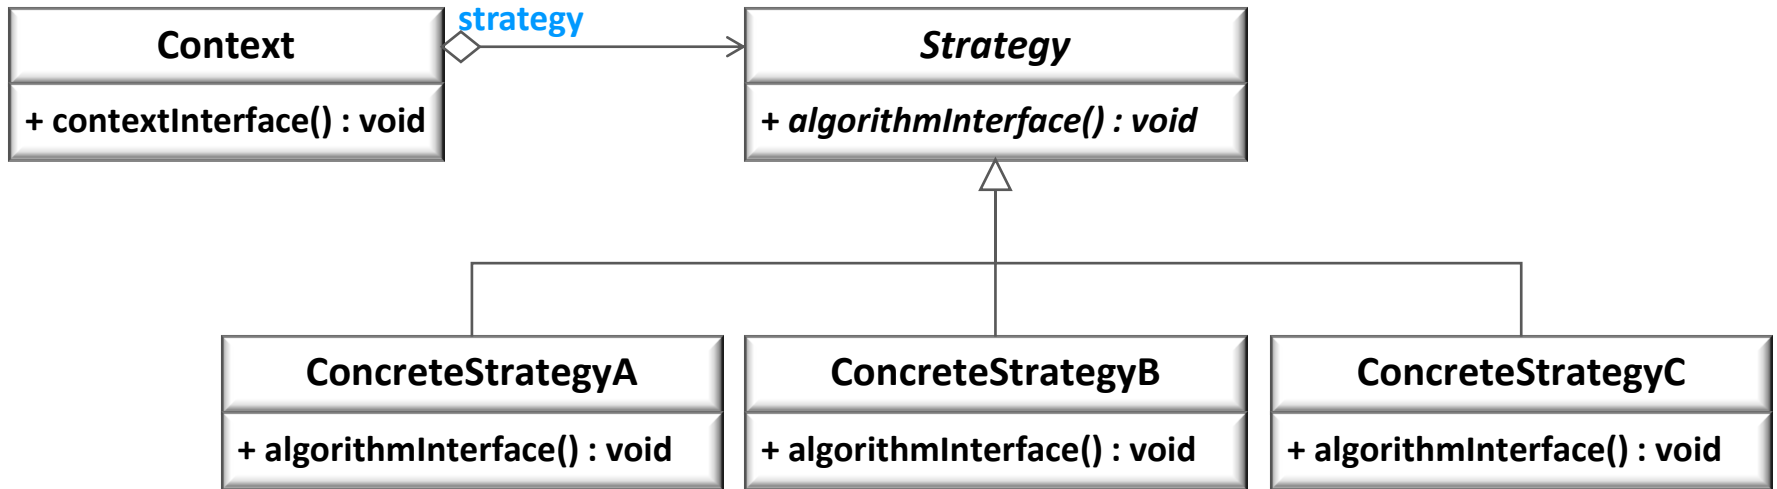 Context
+ contextInterface() : void
strategy
Strategy
+ algorithmInterface() : void
ConcreteStrategyA
+ algorithmInterface() : void
ConcreteStrategyB
+ algorithmInterface() : void
ConcreteStrategyC
+ algorithmInterface() : void